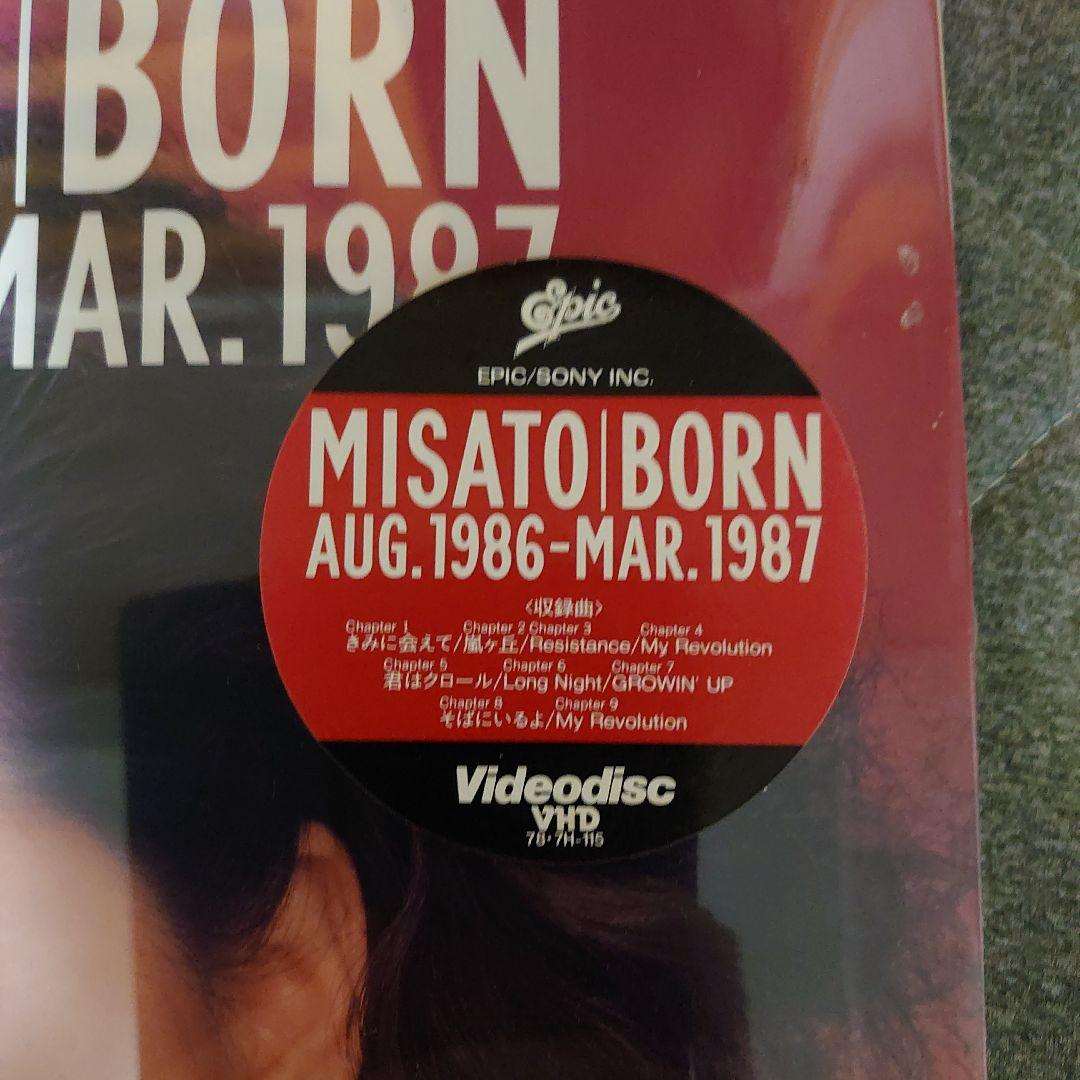 BORN
MAR.1987
Epic
EPIC/SONY INC.
MISATO|BORN
AUG.1986-MAR.1987
〈収録曲〉
Chapter 1 Chapter 2 Chapter 3 Chapter 4
きみに会えて/嵐ヶ丘/Resistance/My Revolution
Chapter 5 Chapter 6 Chapter 7
君はクロール/Long Night/GROWIN' UP
Chapter 8 Chapter 9
そばにいるよ/My Revolution
Videodisc
VHD
78・7H-115